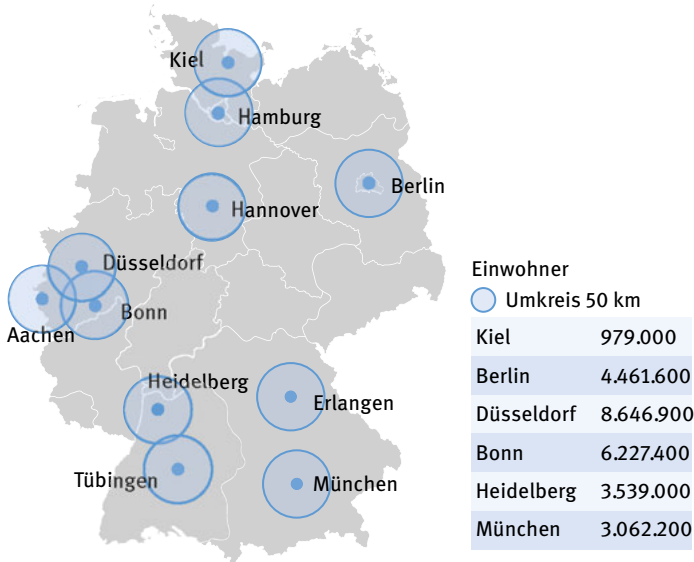 Kiel
Hamburg
Berlin
Hannover
Düsseldorf
Bonn
Aachen
Heidelberg
Erlangen
Tübingen
München
Einwohner
Umkreis 50 km
Kiel 979.000
Berlin 4.461.600
Düsseldorf 8.646.900
Bonn 6.227.400
Heidelberg 3.539.000
München 3.062.200